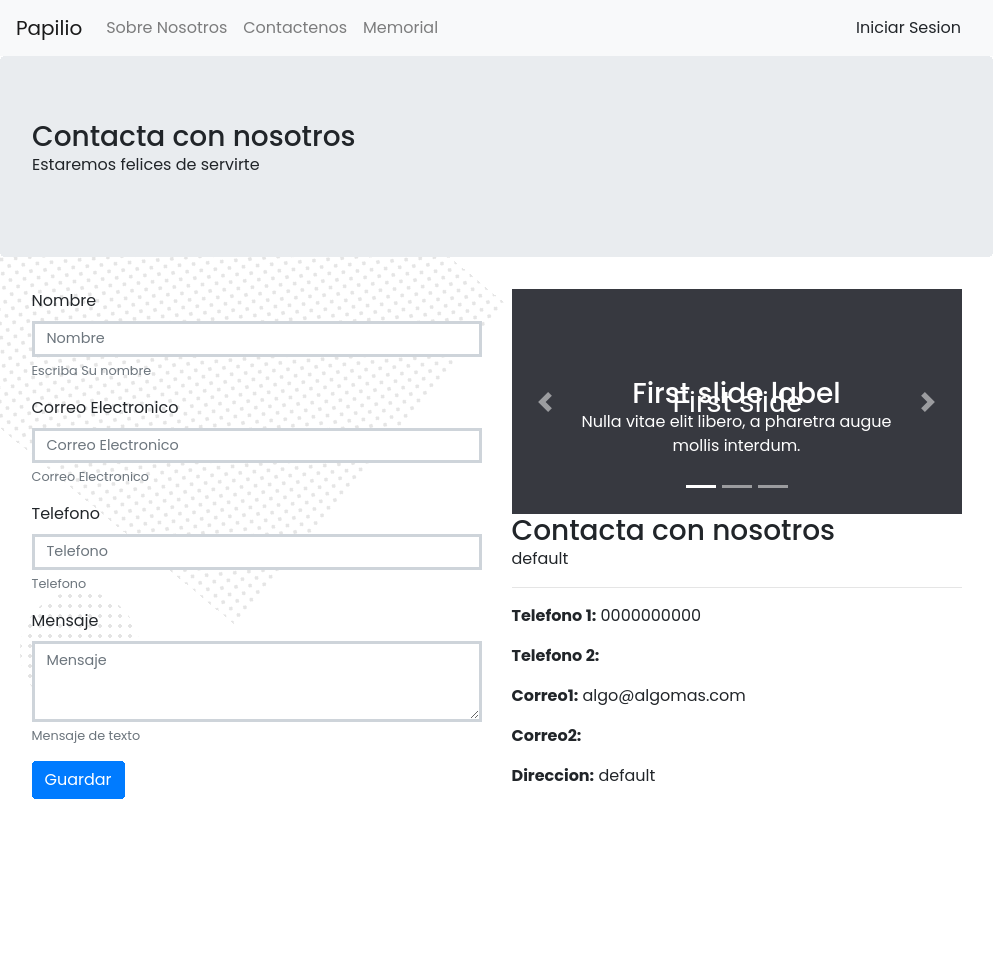 Papilio Sobre Nosotros Contactenos Memorial Iniciar Sesion
Contacta con nosotros
Estaremos felices de servirte
Nombre
Nombre
Escriba Su nombre
Correo Electronico
Correo Electronico
Correo Electronico
Telefono
Telefono
Telefono
Mensaje
Mensaje
Mensaje de texto
Guardar
First slide label
First slide
Nulla vitae elit libero, a pharetra augue
mollis interdum.
Contacta con nosotros
default
Telefono 1: 0000000000
Telefono 2:
Correo1: algo@algomas.com
Correo2:
Direccion: default